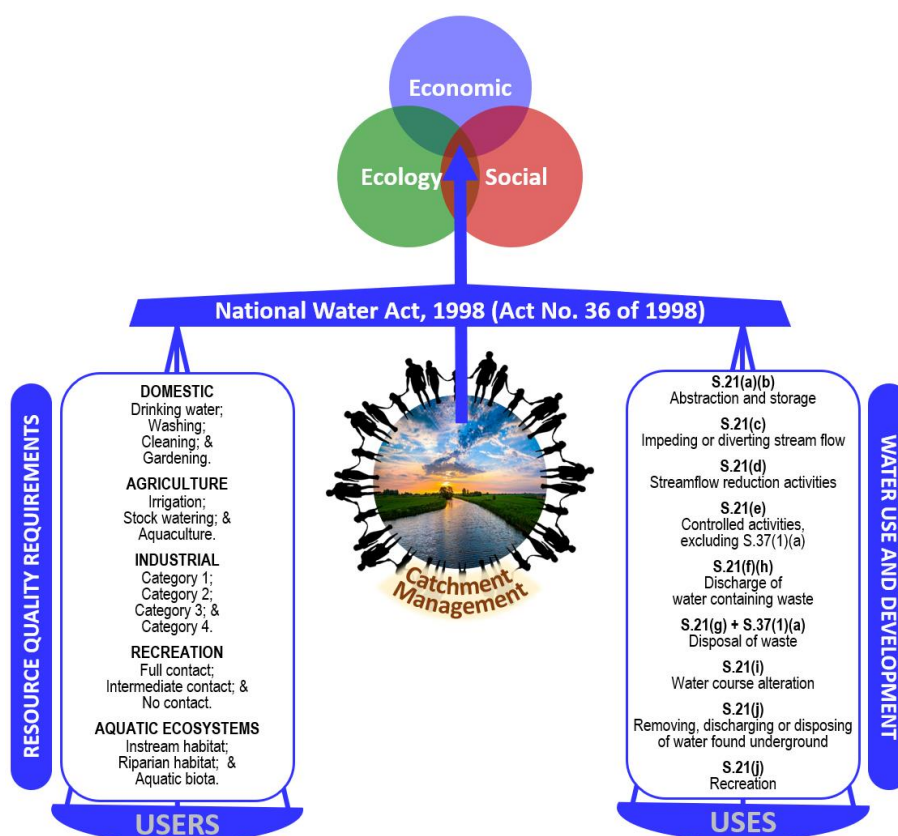 Economic
Ecology
Social
National Water Act, 1998 (Act No. 36 of 1998)
RESOURCE QUALITY REQUIREMENTS
DOMESTIC
Drinking water;
Washing;
Cleaning; &
Gardening.
AGRICULTURE
Irrigation;
Stock watering; &
Aquaculture.
INDUSTRIAL
Category 1;
Category 2;
Category 3; &
Category 4.
RECREATION
Full contact;
Intermediate contact; &
No contact.
AQUATIC ECOSYSTEMS
Instream habitat;
Riparian habitat; &
Aquatic biota.
USERS
Catchment
Management
S.21(a)(b)
Abstraction and storage
S.21(c)
Impeding or diverting stream flow
S.21(d)
Streamflow reduction activities
S.21(e)
Controlled activities,
excluding S.37(1)(a)
S.21(f)(h)
Discharge of
water containing waste
S.21(g) + S.37(1)(a)
Disposal of waste
S.21(i)
Water course alteration
S.21(j)
Removing, discharging or disposing
of water found underground
S.21(j)
Recreation
USES
WATER USE AND DEVELOPMENT